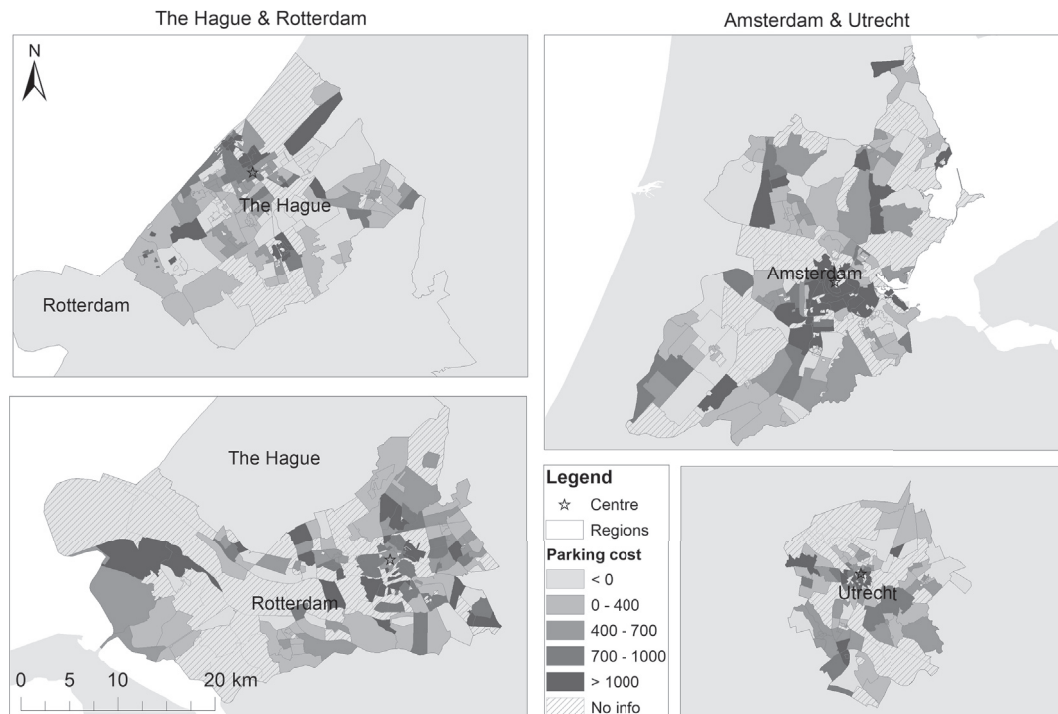 The Hague & Rotterdam
Amsterdam & Utrecht
N
The Hague
Rotterdam
Amsterdam
The Hague
Rotterdam
0 5 10 20 km
Legend
Centre
Regions
Parking cost
< 0
0 - 400
400 - 700
700 - 1000
> 1000
No info
Utrecht